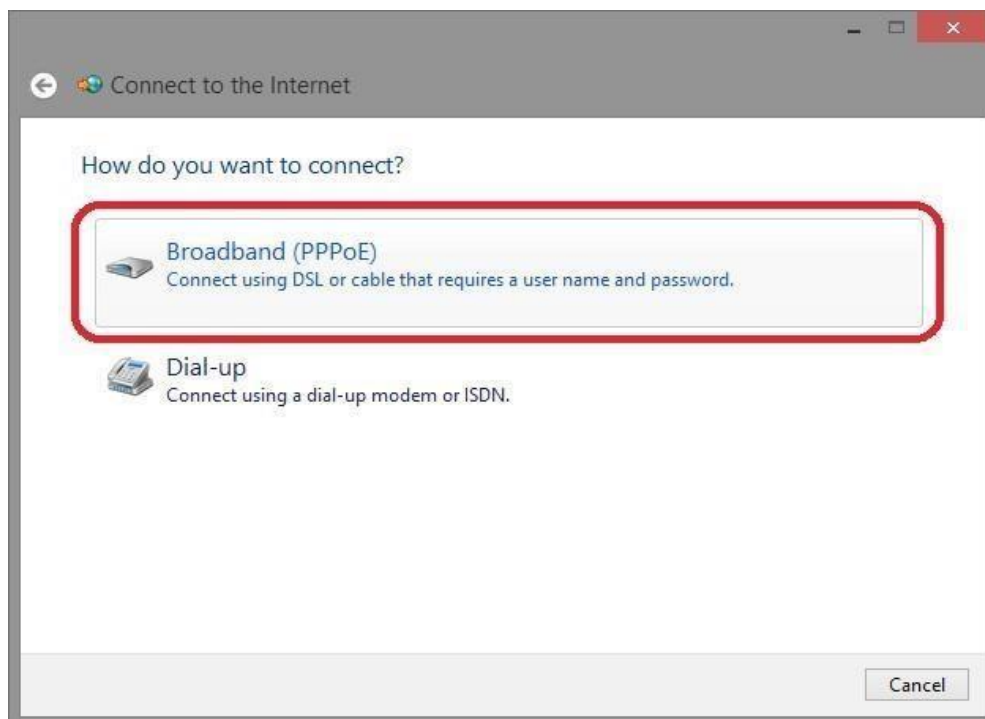 Connect to the Internet
How do you want to connect?
Broadband (PPPoE)
Connect using DSL or cable that requires a user name and password.
Dial-up
Connect using a dial-up modem or ISDN.
Cancel